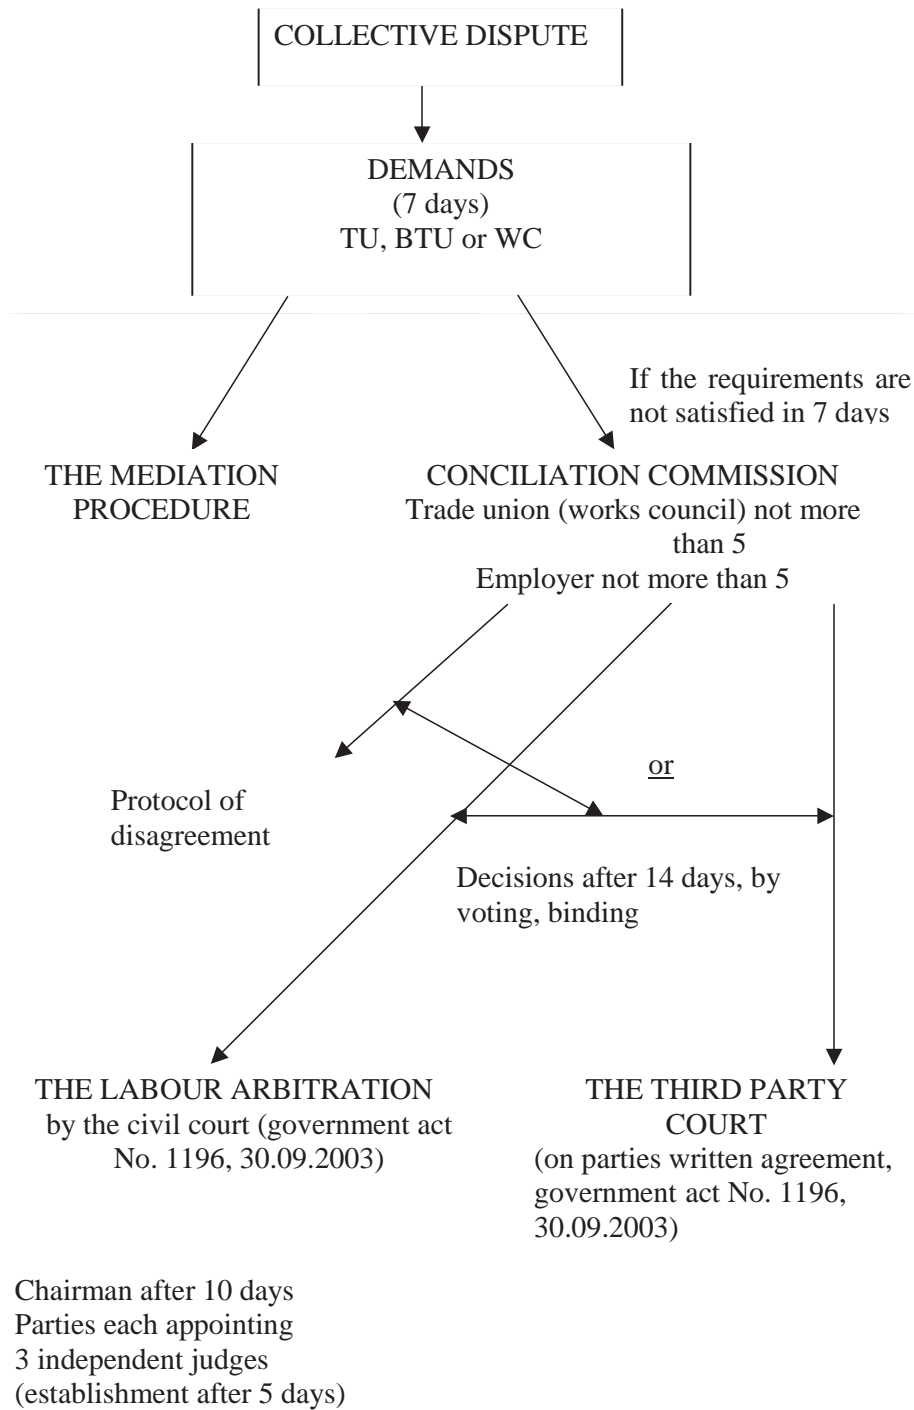 COLLECTIVE DISPUTE
DEMANDS
(7 days)
TU, BTU or WC
If the requirements are
not satisfied in 7 days
THE MEDIATION
PROCEDURE
CONCILIATION COMMISSION
Trade union (works council) not more
than 5
Employer not more than 5
or
Protocol of
disagreement
Decisions after 14 days, by
voting, binding
THE LABOUR ARBITRATION
by the civil court (government act
No. 1196, 30.09.2003)
THE THIRD PARTY
COURT
(on parties written agreement,
government act No. 1196,
30.09.2003)
Chairman after 10 days
Parties each appointing
3 independent judges
(establishment after 5 days)